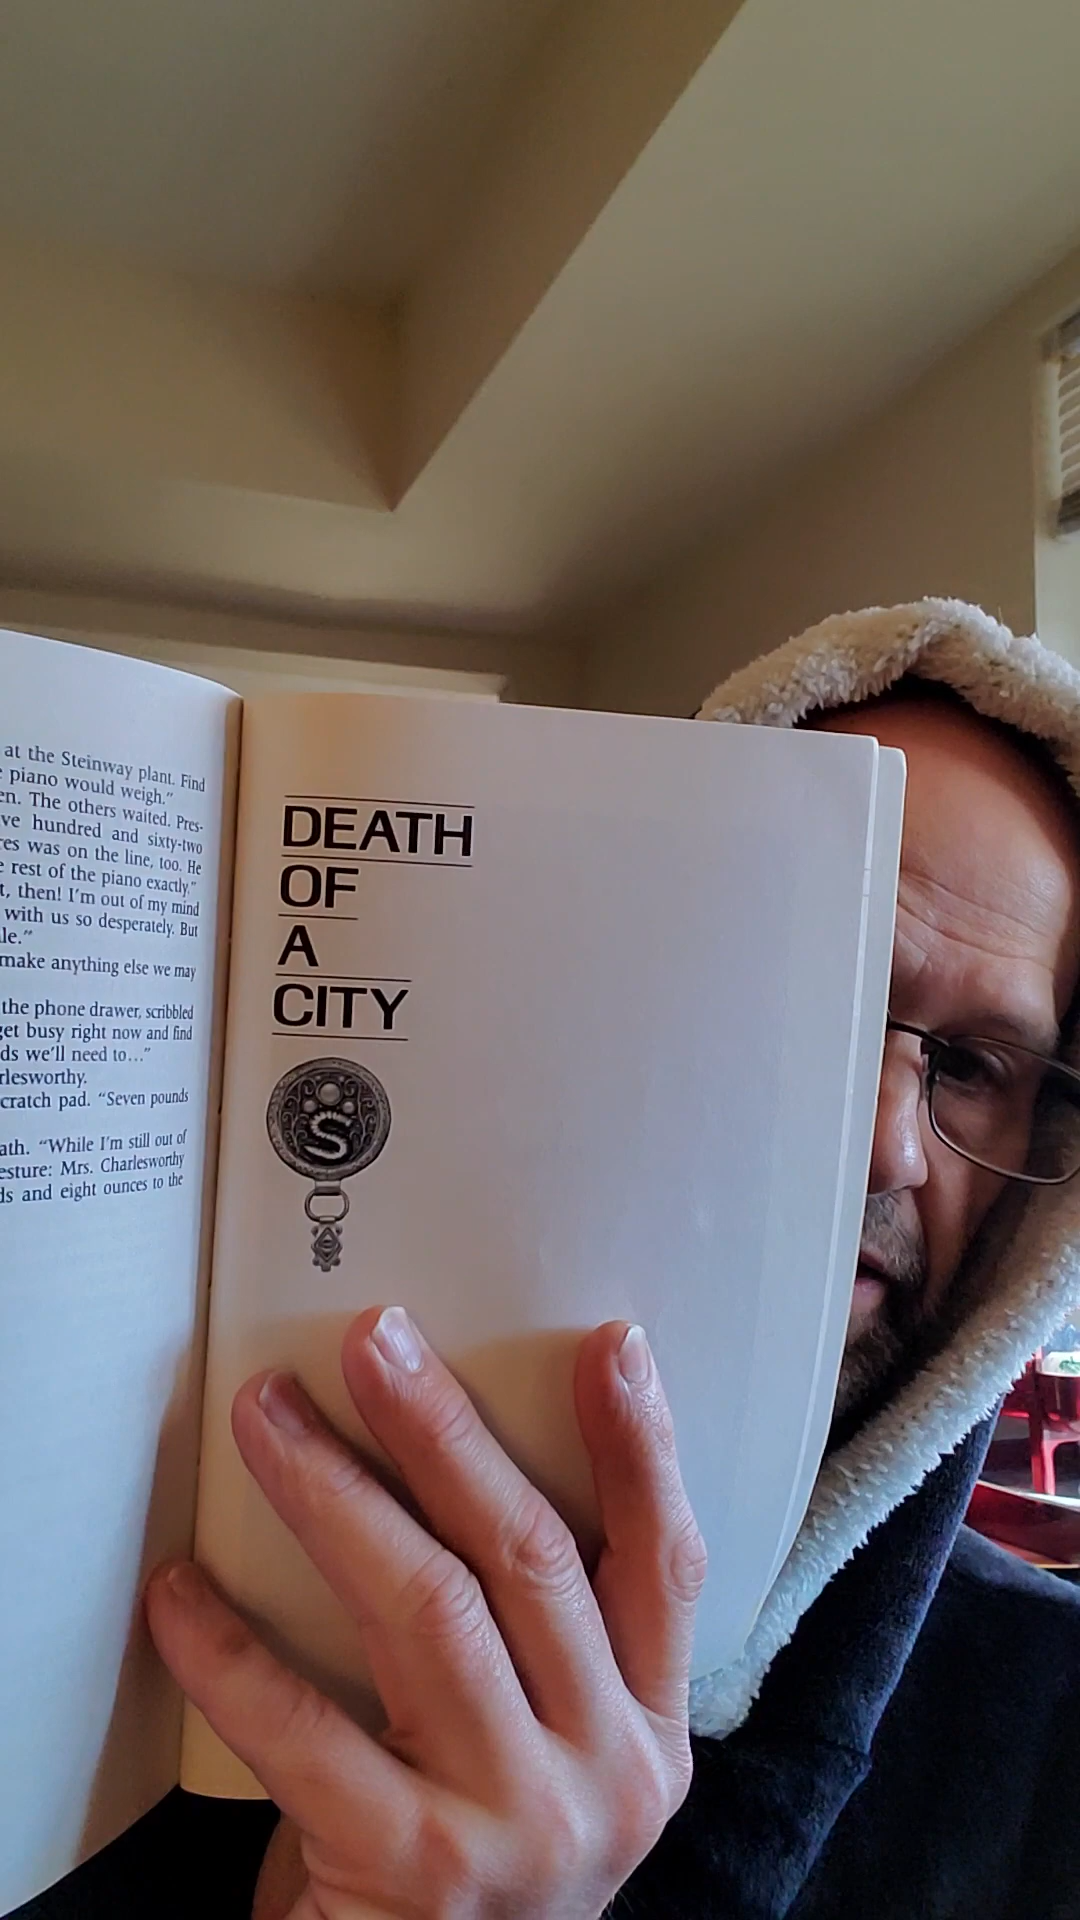 at the Steinway plant. Find
piano would weigh.”
en. The others waited. Pres-
ve hundred and sixty-two
res was on the line, too. He
rest of the piano exactly.”
t, then! I’m out of my mind
with us so desperately. But
le.”
make anything else we may
the phone drawer, scribbled
get busy right now and find
ds we’ll need to...”
rlesworthy.
cratch pad. “Seven pounds
ath. “While I’m still out of
esture: Mrs. Charlesworthy
ds and eight ounces to the
DEATH
OF
A
CITY
S